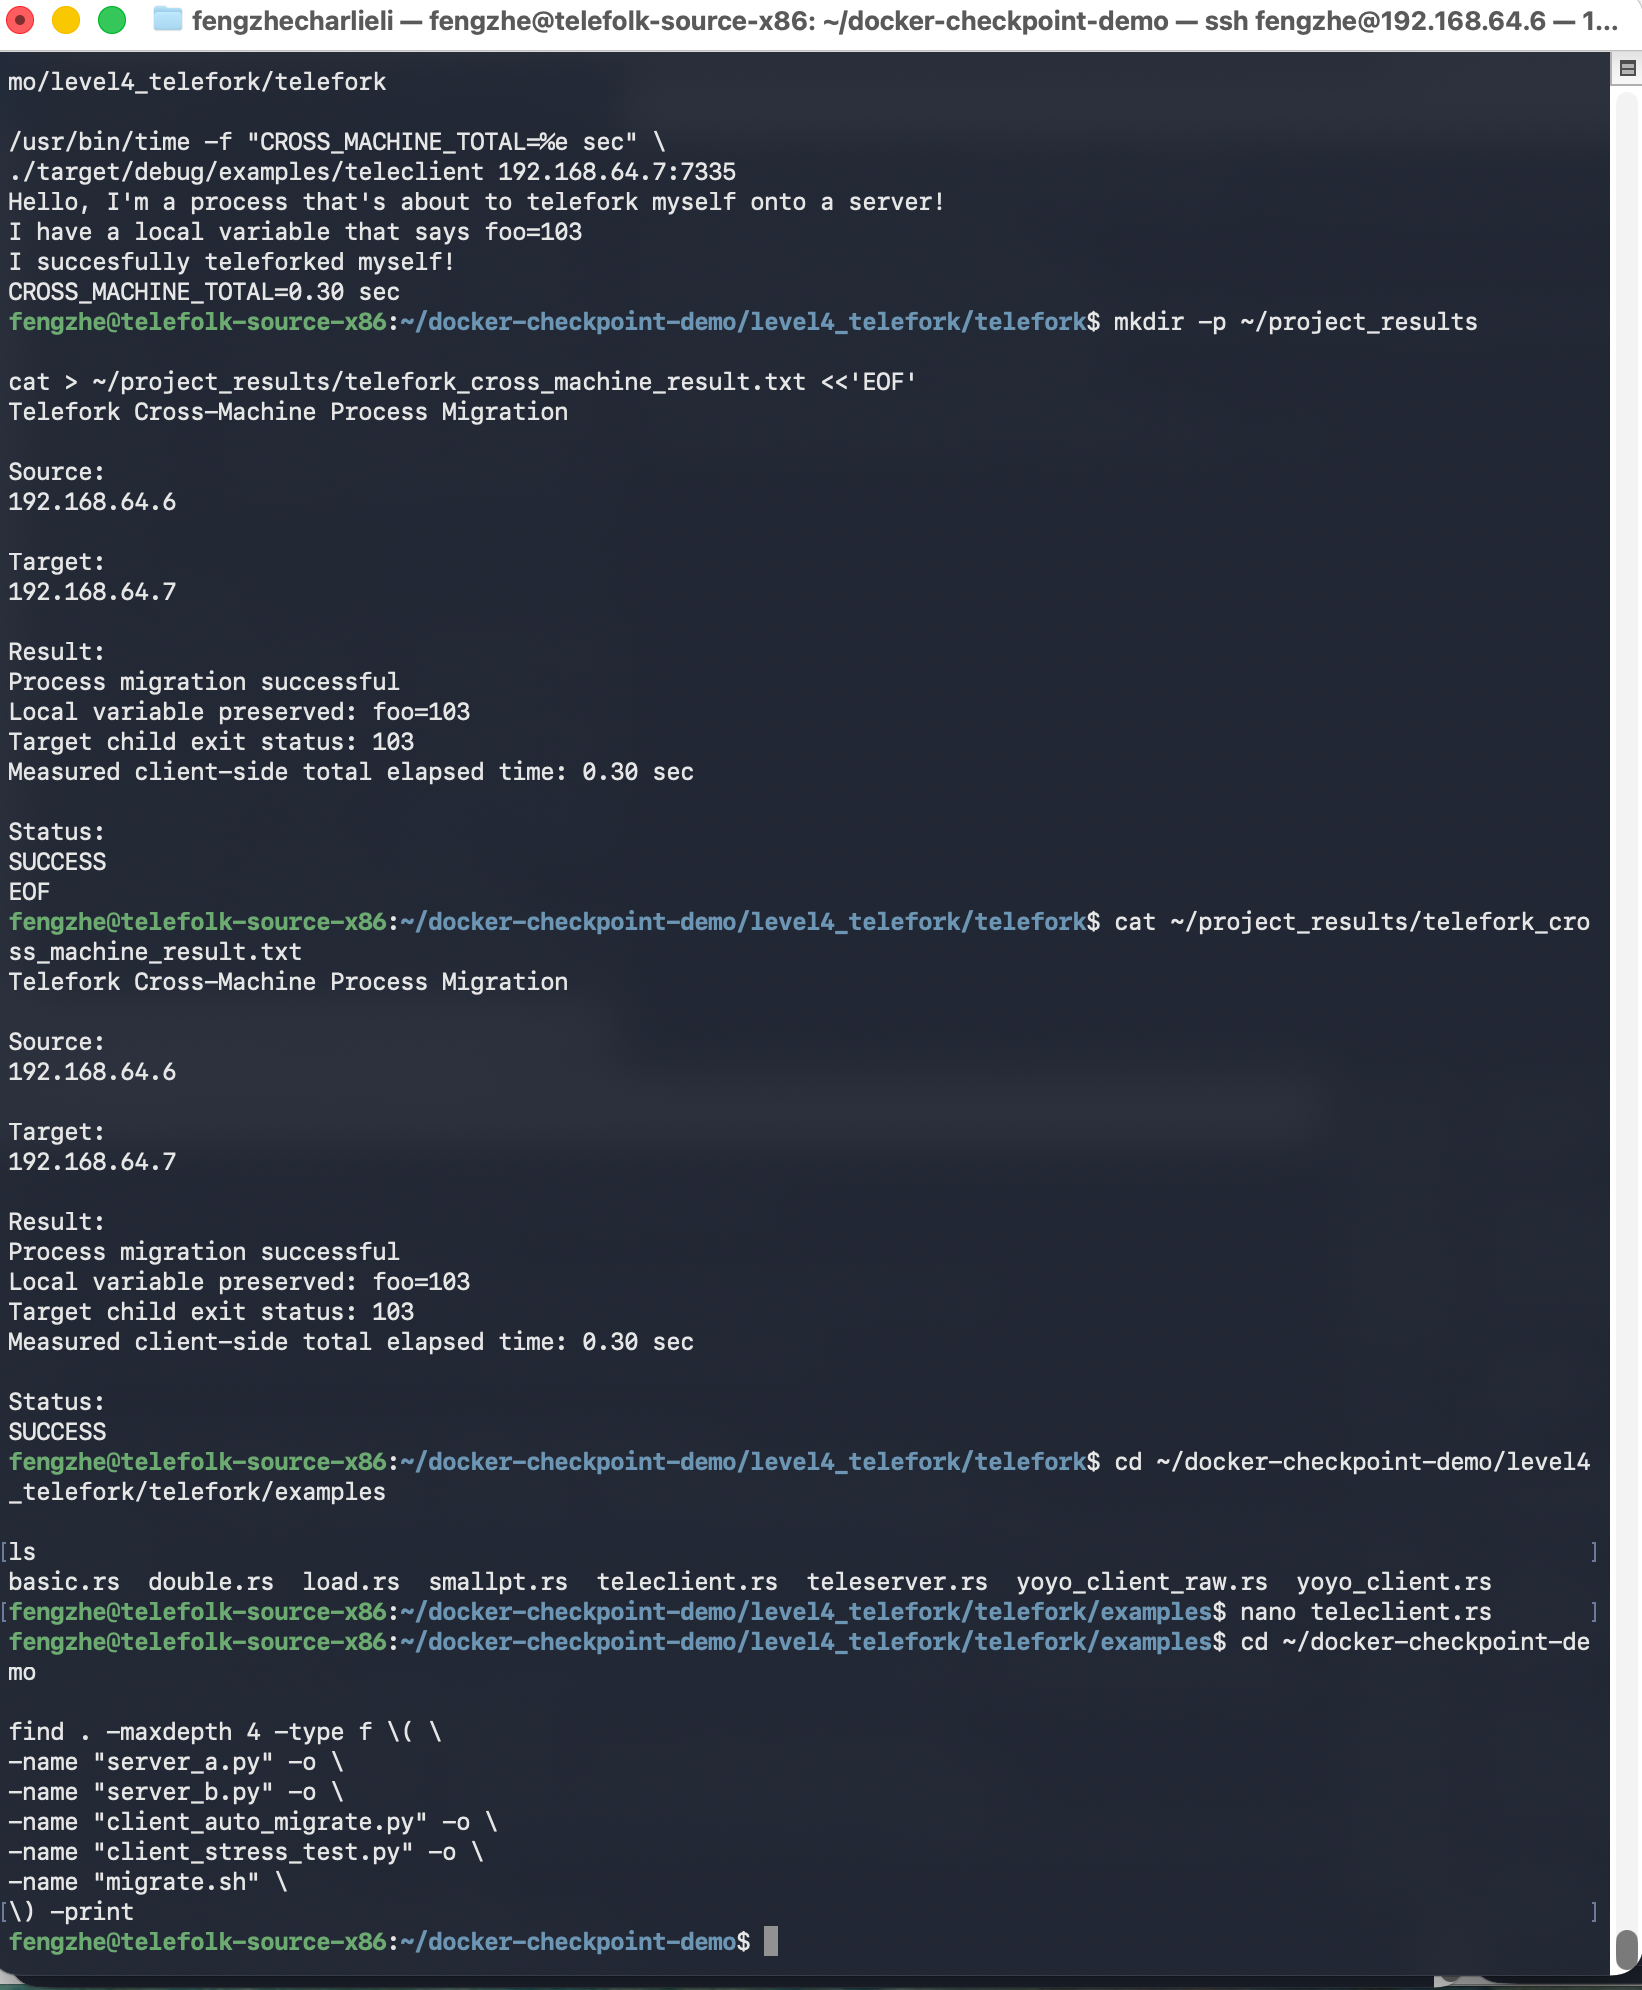 fengzhecharlieli — fengzhe@telefolk-source-x86: ~/docker-checkpoint-demo — ssh fengzhe@192.168.64.6 — 1...
mo/level4_telefork/telefork
/usr/bin/time -f "CROSS_MACHINE_TOTAL=%e sec" \
./target/debug/examples/teleclient 192.168.64.7:7335
Hello, I'm a process that's about to telefork myself onto a server!
I have a local variable that says foo=103
I succesfully teleforked myself!
CROSS_MACHINE_TOTAL=0.30 sec
fengzhe@telefolk-source-x86:~/docker-checkpoint-demo/level4_telefork/telefork$ mkdir -p ~/project_results
cat > ~/project_results/telefork_cross_machine_result.txt <<'EOF'
Telefork Cross-Machine Process Migration
Source:
192.168.64.6
Target:
192.168.64.7
Result:
Process migration successful
Local variable preserved: foo=103
Target child exit status: 103
Measured client-side total elapsed time: 0.30 sec
Status:
SUCCESS
EOF
fengzhe@telefolk-source-x86:~/docker-checkpoint-demo/level4_telefork/telefork$ cat ~/project_results/telefork_cro
ss_machine_result.txt
Telefork Cross-Machine Process Migration
Source:
192.168.64.6
Target:
192.168.64.7
Result:
Process migration successful
Local variable preserved: foo=103
Target child exit status: 103
Measured client-side total elapsed time: 0.30 sec
Status:
SUCCESS
fengzhe@telefolk-source-x86:~/docker-checkpoint-demo/level4_telefork/telefork$ cd ~/docker-checkpoint-demo/level4
_telefork/telefork/examples
[ls ]
basic.rs  double.rs  load.rs  smallpt.rs  teleclient.rs  teleserver.rs  yoyo_client_raw.rs  yoyo_client.rs
[fengzhe@telefolk-source-x86:~/docker-checkpoint-demo/level4_telefork/telefork/examples$ nano teleclient.rs ]
fengzhe@telefolk-source-x86:~/docker-checkpoint-demo/level4_telefork/telefork/examples$ cd ~/docker-checkpoint-de
mo
find . -maxdepth 4 -type f \( \
-name "server_a.py" -o \
-name "server_b.py" -o \
-name "client_auto_migrate.py" -o \
-name "client_stress_test.py" -o \
-name "migrate.sh" \
[\) -print ]
fengzhe@telefolk-source-x86:~/docker-checkpoint-demo$